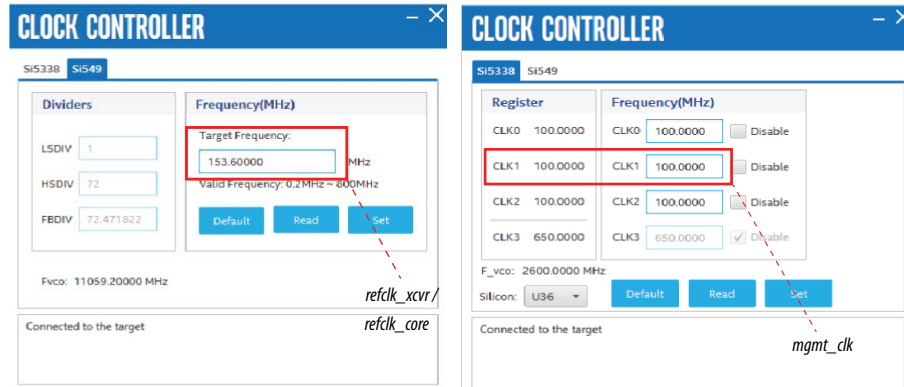 CLOCK CONTROLLER
Si5338 Si549
Dividers
LSDIV 1
HSDIV 72
FBDIV 72.471822
Frequency(MHz)
Target Frequency:
153.60000 MHz
Valid Frequency: 0.2MHz ~ 800MHz
Default Read Set
Fvco: 11059.20000 MHz
refclk_xcvr /
refclk_core
Connected to the target
CLOCK CONTROLLER
Si5338 Si549
Register Frequency(MHz)
CLK0 100.0000 CLK0 100.0000 Disable
CLK1 100.0000 CLK1 100.0000 Disable
CLK2 100.0000 CLK2 100.0000 Disable
CLK3 650.0000 CLK3 650.0000 Disable
F_vco: 2600.0000 MHz
Silicon: U36 Default Read Set
Connected to the target
mgmt_clk